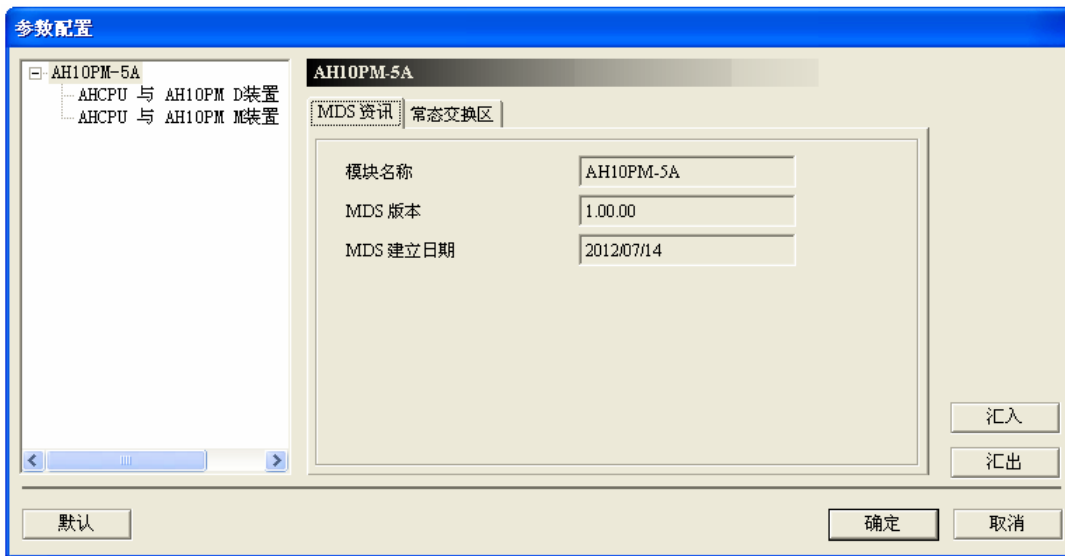 参数配置
AH10PM-5A
AHCPU 与 AH10PM D装置
AHCPU 与 AH10PM M装置
AH10PM-5A
MDS 资讯 常态交换区
模块名称 AH10PM-5A
MDS 版本 1.00.00
MDS 建立日期 2012/07/14
汇入
汇出
默认 确定 取消